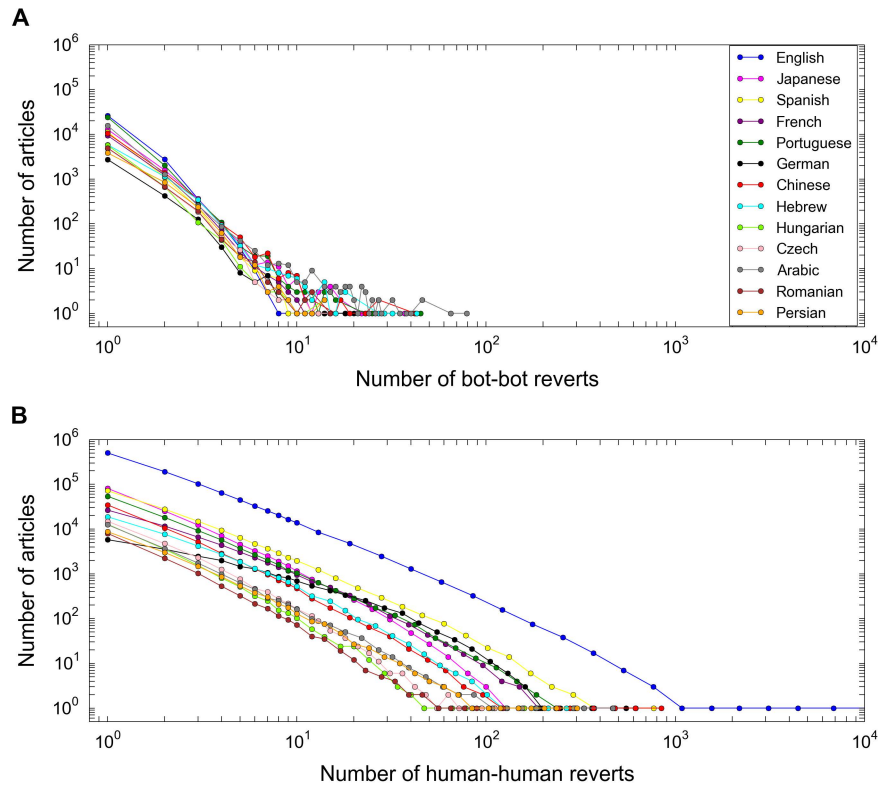 A
Number of articles
10^6
10^5
10^4
10^3
10^2
10^1
10^0
10^0
10^1
10^2
10^3
10^4
Number of bot-bot reverts
English
Japanese
Spanish
French
Portuguese
German
Chinese
Hebrew
Hungarian
Czech
Arabic
Romanian
Persian
B
Number of articles
10^6
10^5
10^4
10^3
10^2
10^1
10^0
10^0
10^1
10^2
10^3
10^4
Number of human-human reverts